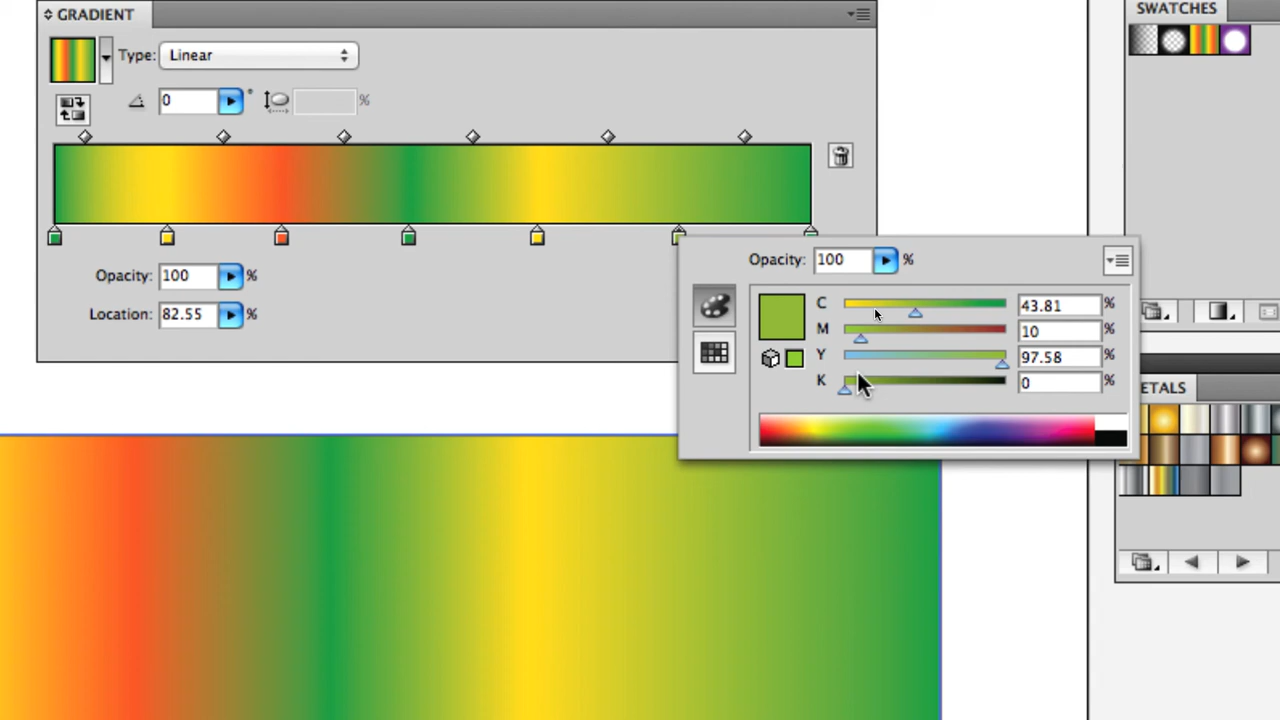 GRADIENT
SWATCHES
Type: Linear
0 ° %
Opacity: 100 %
Location: 82.55 %
Opacity: 100 %
C 43.81 %
M 10 %
Y 97.58 %
K 0 %
ETALS